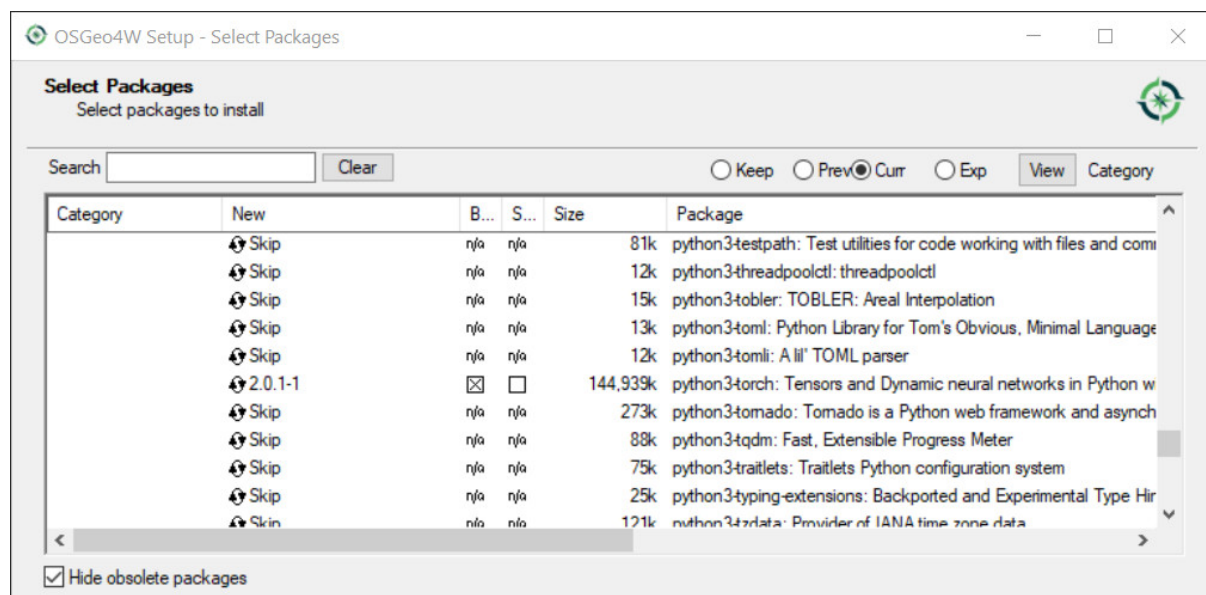 OSGeo4W Setup - Select Packages
Select Packages
Select packages to install
Search Clear Keep Prev Curr Exp View Category
Category New B... S... Size Package
Skip n/a n/a 81k python3-testpath: Test utilities for code working with files and com
Skip n/a n/a 12k python3-threadpoolctl: threadpoolctl
Skip n/a n/a 15k python3-tobler: TOBLER: Areal Interpolation
Skip n/a n/a 13k python3-toml: Python Library for Tom's Obvious, Minimal Language
Skip n/a n/a 12k python3-tomli: A lil' TOML parser
2.0.1-1 144,939k python3-torch: Tensors and Dynamic neural networks in Python w
Skip n/a n/a 273k python3-tornado: Tornado is a Python web framework and asynch
Skip n/a n/a 88k python3-tqdm: Fast, Extensible Progress Meter
Skip n/a n/a 75k python3-traitlets: Traitlets Python configuration system
Skip n/a n/a 25k python3-typing-extensions: Backported and Experimental Type Hir
Skip n/a n/a 121k python3-tzdata: Provider of IANA time zone data
Hide obsolete packages